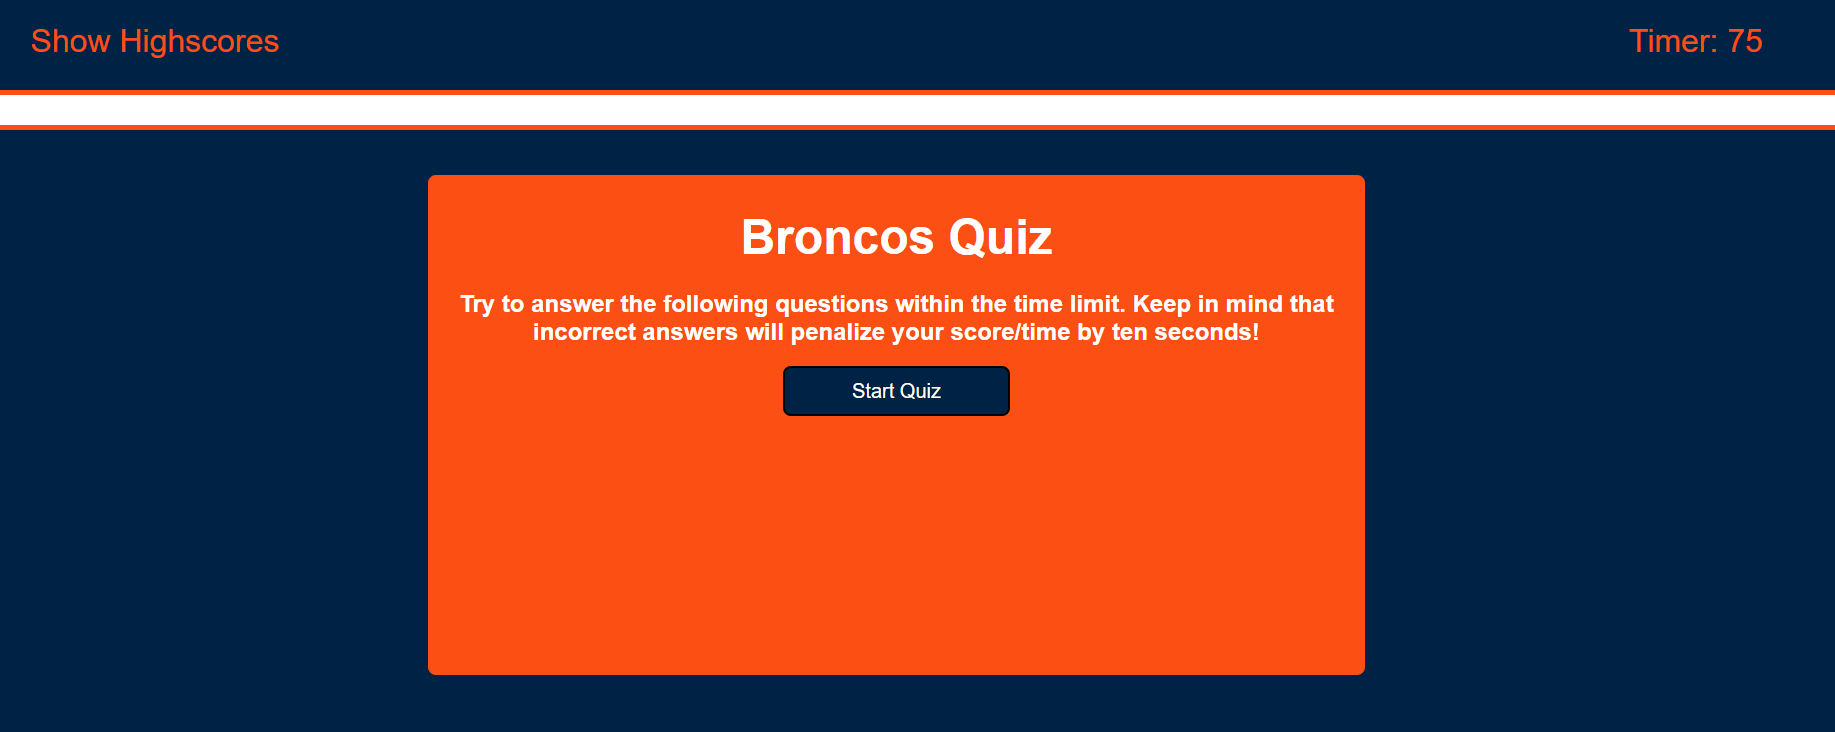 Show Highscores
Timer: 75
Broncos Quiz
Try to answer the following questions within the time limit. Keep in mind that
incorrect answers will penalize your score/time by ten seconds!
Start Quiz